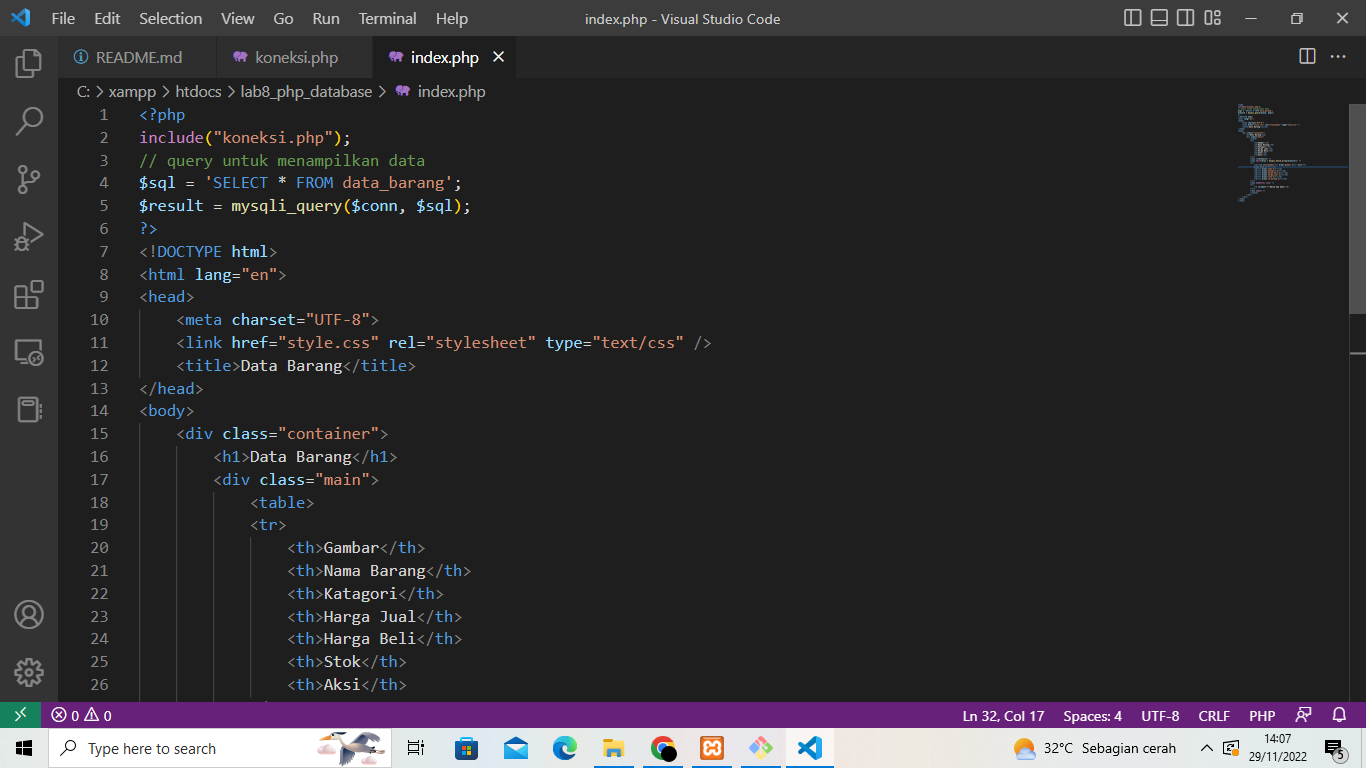 File Edit Selection View Go Run Terminal Help index.php - Visual Studio Code
README.md koneksi.php index.php
C: > xampp > htdocs > lab8_php_database > index.php
1 <?php
2 include("koneksi.php");
3 // query untuk menampilkan data
4 $sql = 'SELECT * FROM data_barang';
5 $result = mysqli_query($conn, $sql);
6 ?>
7 <!DOCTYPE html>
8 <html lang="en">
9 <head>
10 <meta charset="UTF-8">
11 <link href="style.css" rel="stylesheet" type="text/css" />
12 <title>Data Barang</title>
13 </head>
14 <body>
15 <div class="container">
16 <h1>Data Barang</h1>
17 <div class="main">
18 <table>
19 <tr>
20 <th>Gambar</th>
21 <th>Nama Barang</th>
22 <th>Katagori</th>
23 <th>Harga Jual</th>
24 <th>Harga Beli</th>
25 <th>Stok</th>
26 <th>Aksi</th>
0 0 Ln 32, Col 17 Spaces: 4 UTF-8 CRLF PHP
Type here to search 32°C Sebagian cerah 14:07
29/11/2022 5